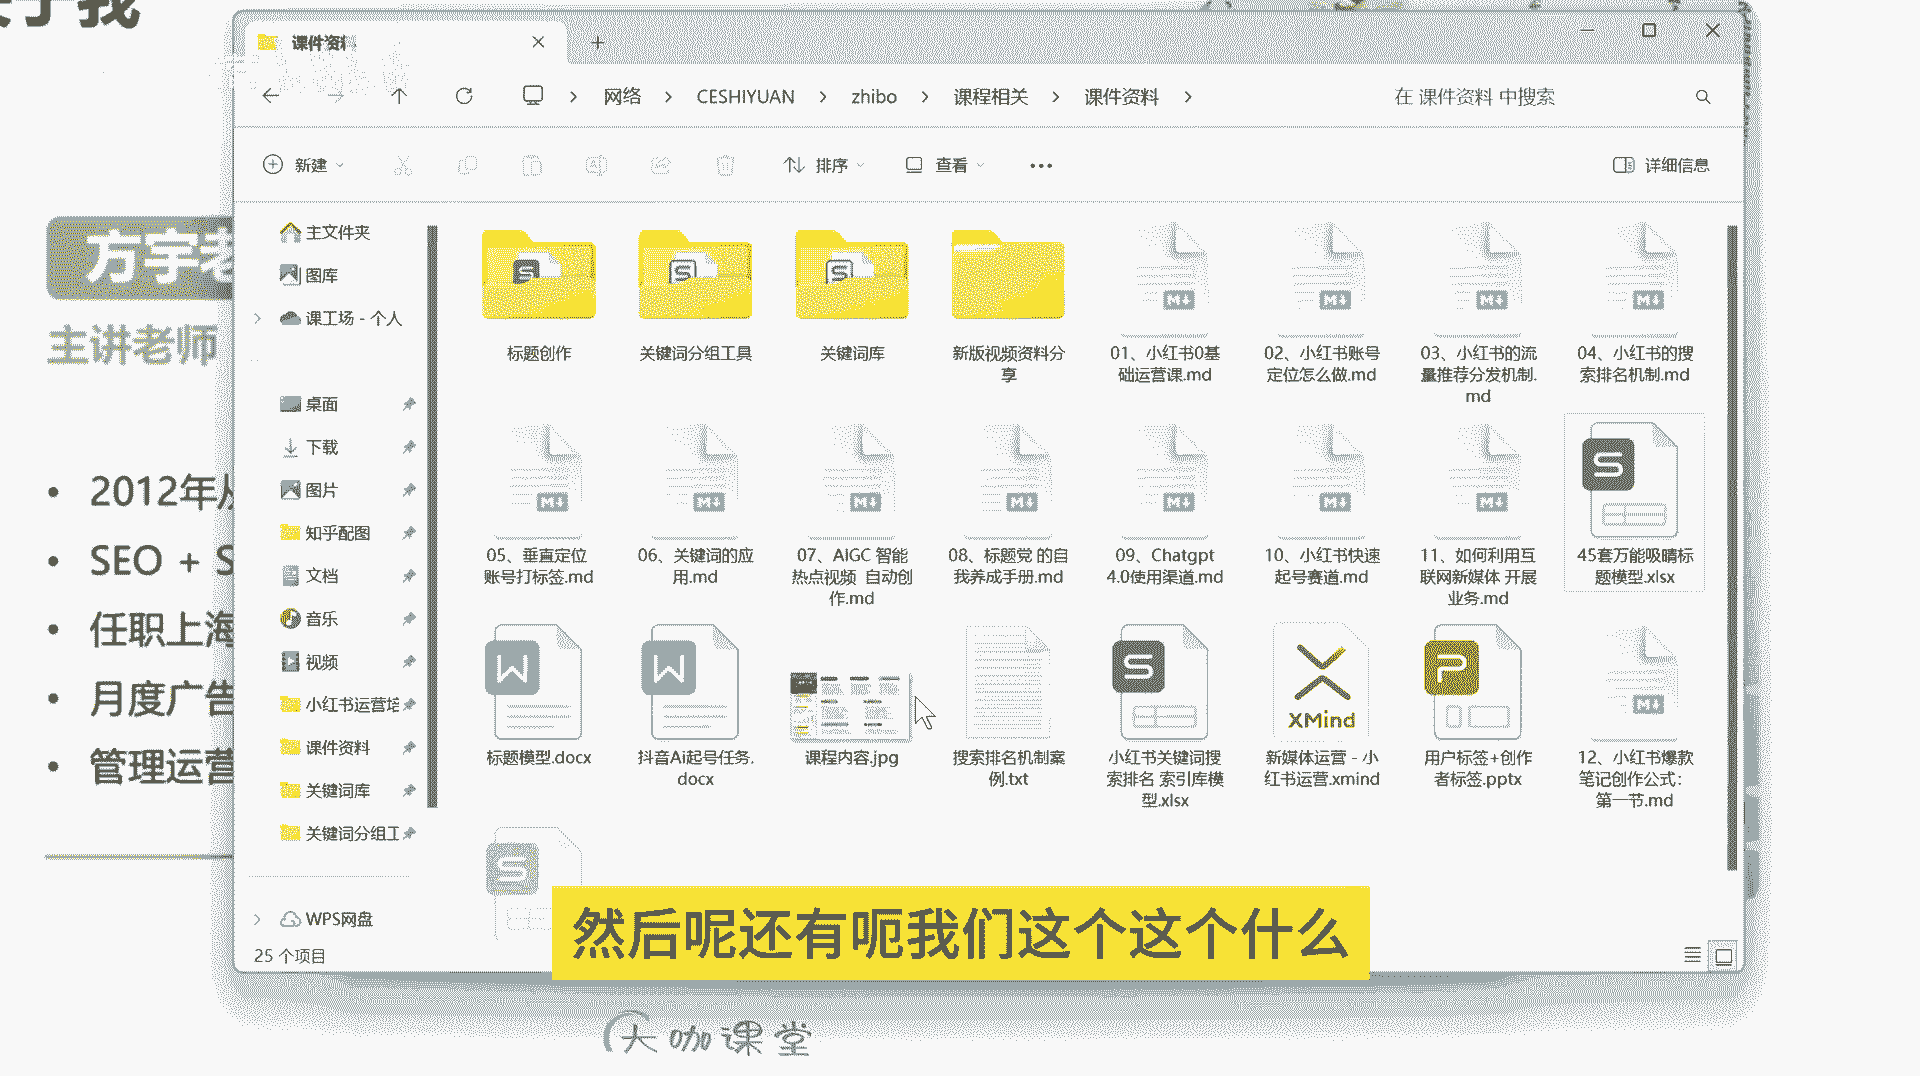 关于我
课件资料
网络 > CESHIYUAN > zhibo > 课程相关 > 课件资料 >
在 课件资料 中搜索
新建
排序
查看
详细信息
方宇老
主讲老师
2012年从
SEO + S
任职上海
月度广告
管理运营
主文件夹
图库
课工场 - 个人
桌面
下载
图片
知乎配图
文档
音乐
视频
小红书运营培
课件资料
关键词库
关键词分组工
WPS网盘
25 个项目
标题创作
关键词分组工具
关键词库
新版视频资料分
享
01、小红书0基
础运营课.md
02、小红书账号
定位怎么做.md
03、小红书的流
量推荐分发机制.
md
04、小红书的搜
索排名机制.md
05、垂直定位
账号打标签.md
06、关键词的应
用.md
07、AIGC 智能
热点视频 自动创
作.md
08、标题党 的自
我养成手册.md
09、Chatgpt
4.0使用渠道.md
10、小红书快速
起号赛道.md
11、如何利用互
联网新媒体 开展
业务.md
45套万能吸睛标
题模型.xlsx
标题模型.docx
抖音Ai起号任务.
docx
课程内容.jpg
搜索排名机制案
例.txt
小红书关键词搜
索排名 索引库模
型.xlsx
XMind
新媒体运营 - 小
红书运营.xmind
用户标签+创作
者标签.pptx
12、小红书爆款
笔记创作公式：
第一节.md
然后呢还有呃我们这个这个什么
大咖课堂